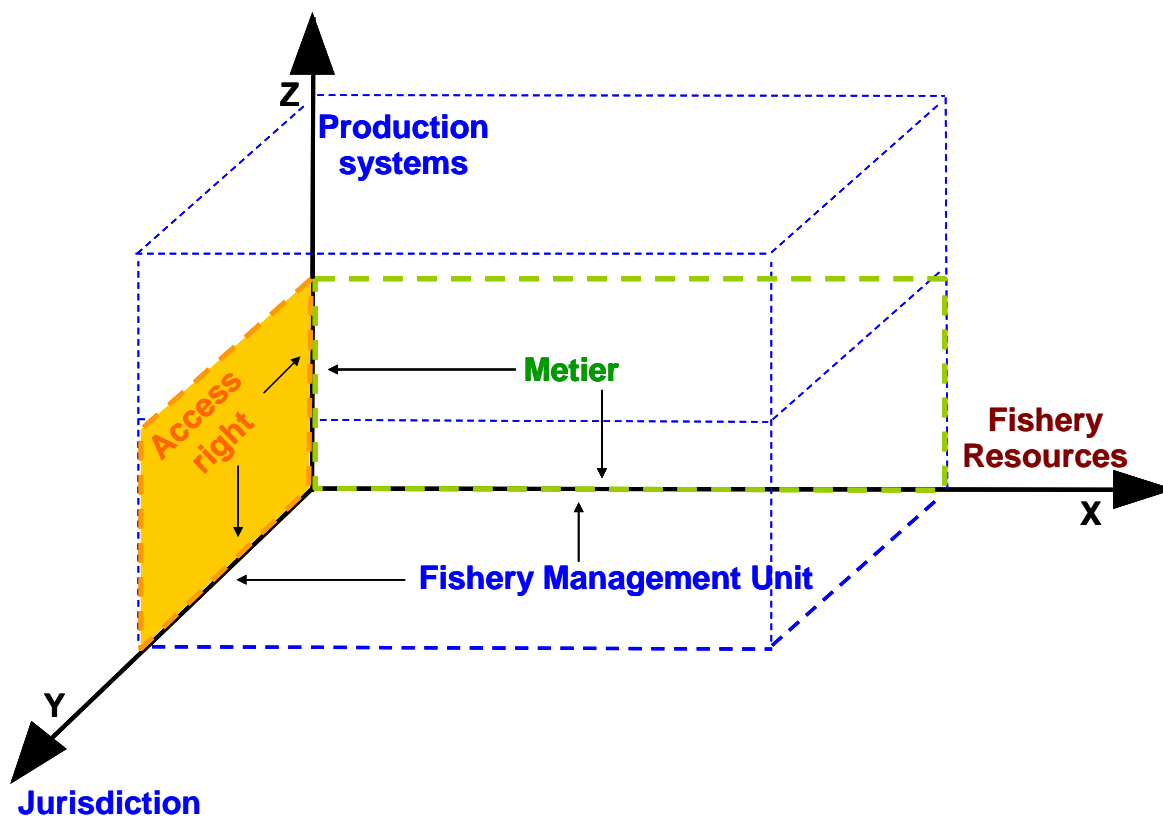 Z
Production
systems
Metier
Access
right
Fishery
Resources
X
Fishery Management Unit
Y
Jurisdiction